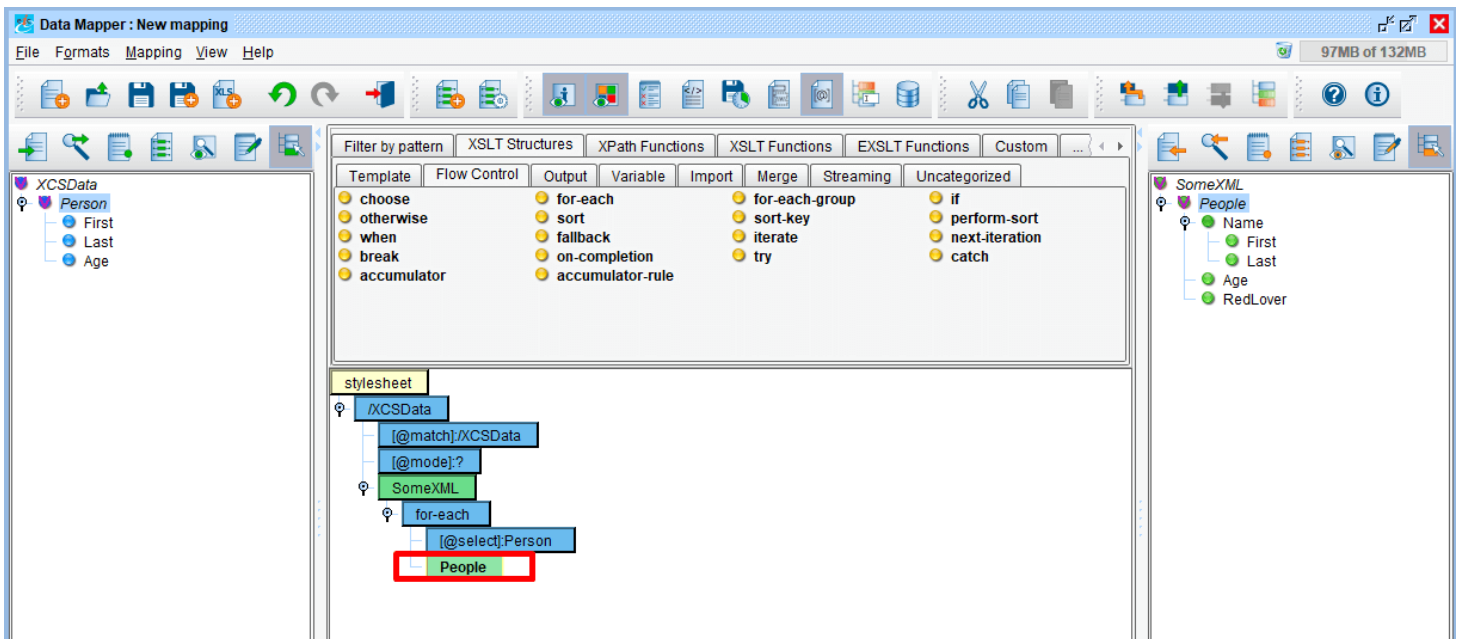 Data Mapper : New mapping
File Formats Mapping View Help
97MB of 132MB
XLS
XCSData
Person
First
Last
Age
Filter by pattern XSLT Structures XPath Functions XSLT Functions EXSLT Functions Custom ...
Template Flow Control Output Variable Import Merge Streaming Uncategorized
choose for-each for-each-group if
otherwise sort sort-key perform-sort
when fallback iterate next-iteration
break on-completion try catch
accumulator accumulator-rule
stylesheet
/XCSData
[@match]:/XCSData
[@mode]:?
SomeXML
for-each
[@select]:Person
People
SomeXML
People
Name
First
Last
Age
RedLover